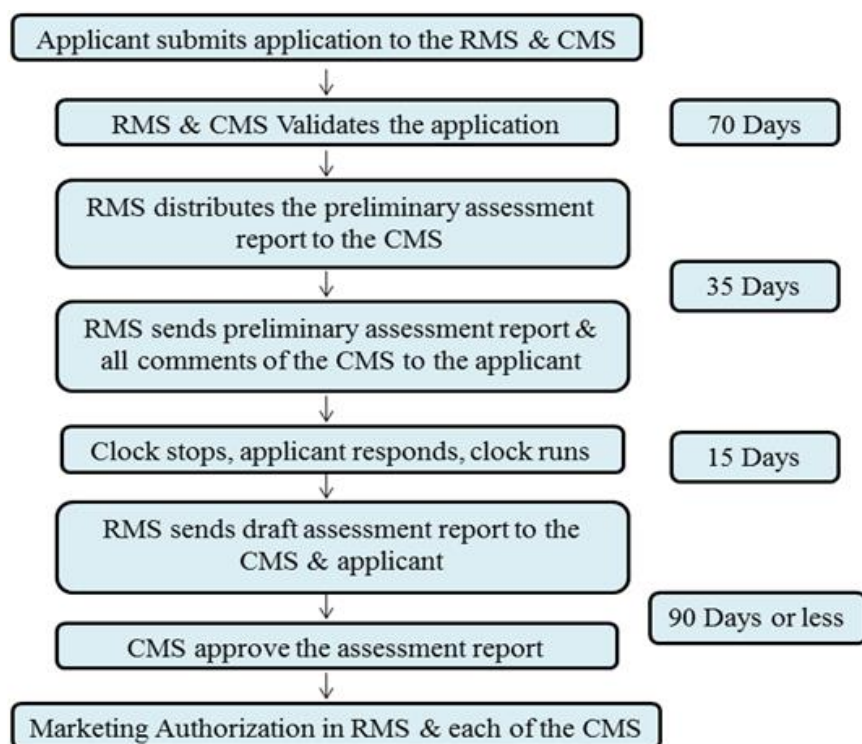 Applicant submits application to the RMS & CMS
RMS & CMS Validates the application
70 Days
RMS distributes the preliminary assessment
report to the CMS
35 Days
RMS sends preliminary assessment report &
all comments of the CMS to the applicant
Clock stops, applicant responds, clock runs
15 Days
RMS sends draft assessment report to the
CMS & applicant
90 Days or less
CMS approve the assessment report
Marketing Authorization in RMS & each of the CMS